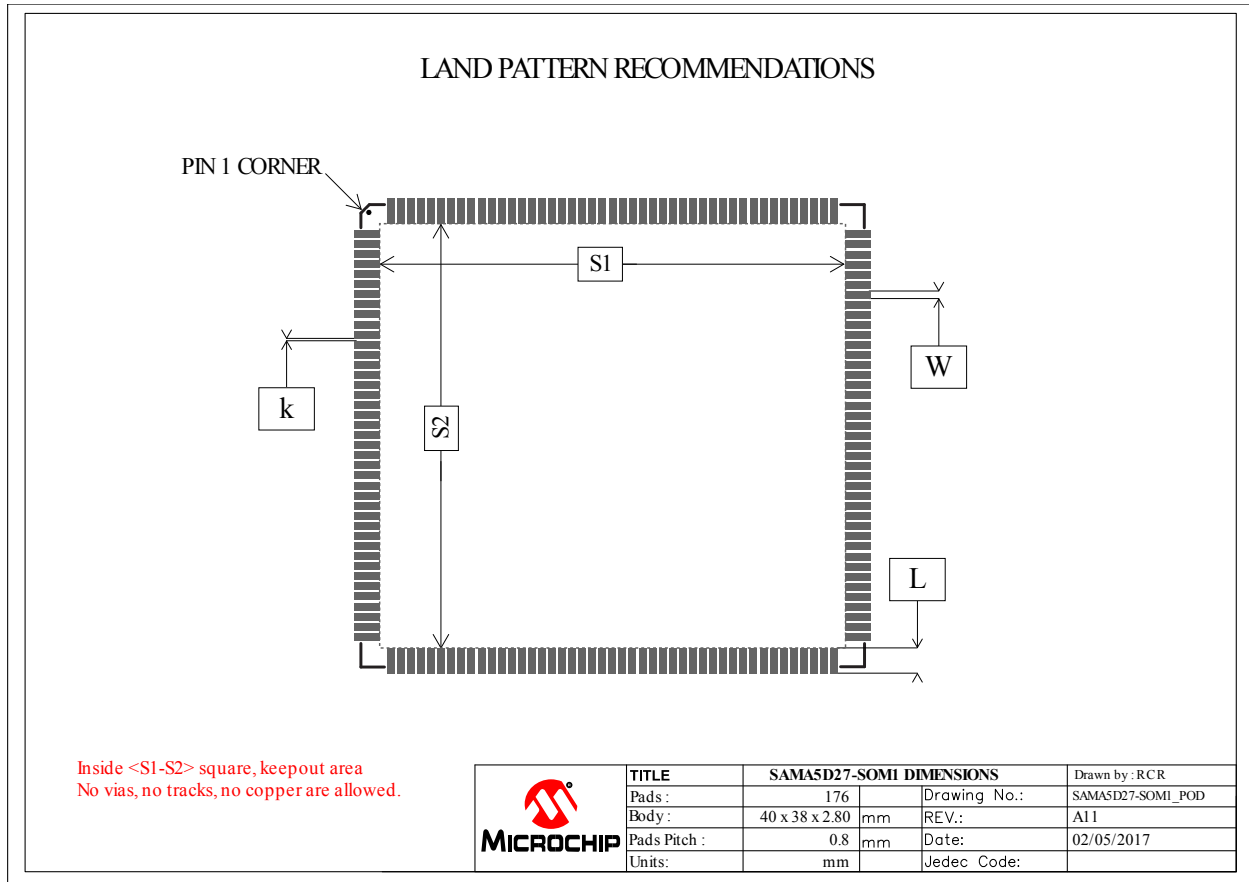 LAND PATTERN RECOMMENDATIONS
PIN 1 CORNER
S1
W
k
S2
L
Inside <S1-S2> square, keepout area
No vias, no tracks, no copper are allowed.
MICROCHIP
TITLE SAMA5D27-SOM1 DIMENSIONS Drawn by : RCR
Pads : 176 Drawing No.: SAMA5D27-SOM1_POD
Body : 40 x 38 x 2.80 mm REV.: A11
Pads Pitch : 0.8 mm Date: 02/05/2017
Units: mm Jedec Code: